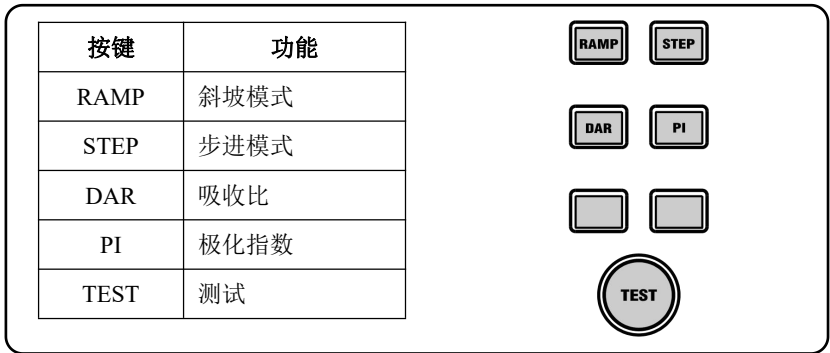 按键 功能
RAMP 斜坡模式
STEP 步进模式
DAR 吸收比
PI 极化指数
TEST 测试
RAMP STEP
DAR PI
TEST